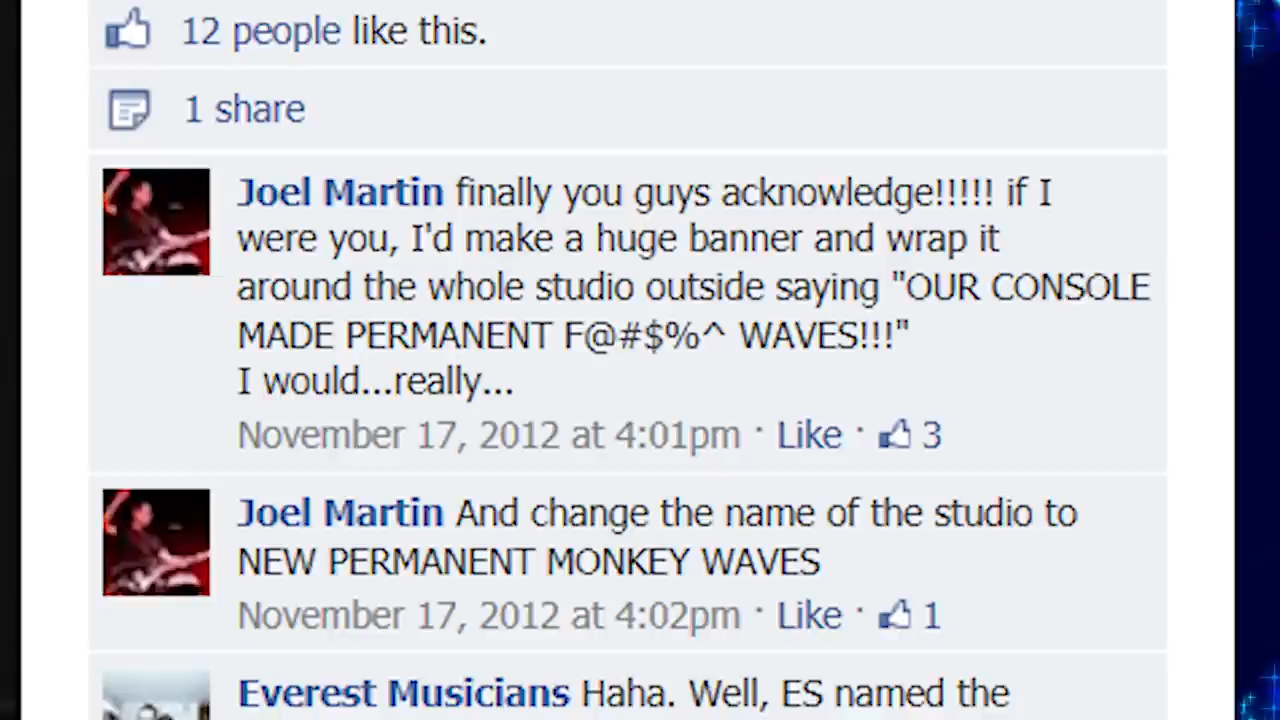 12 people like this.
1 share
Joel Martin finally you guys acknowledge!!!!! if I
were you, I'd make a huge banner and wrap it
around the whole studio outside saying "OUR CONSOLE
MADE PERMANENT F@#$%^ WAVES!!!"
I would...really...
November 17, 2012 at 4:01pm · Like · 3
Joel Martin And change the name of the studio to
NEW PERMANENT MONKEY WAVES
November 17, 2012 at 4:02pm · Like · 1
Everest Musicians Haha. Well, ES named the